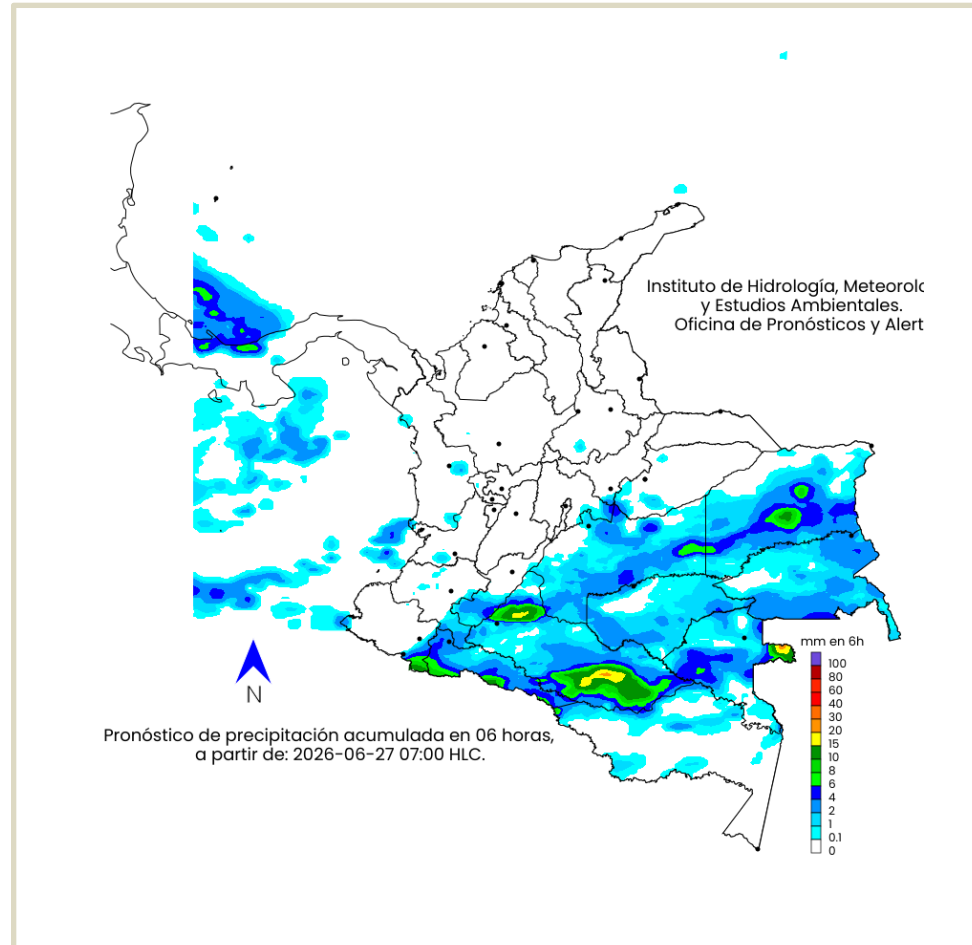 Instituto de Hidrología, Meteorolo
y Estudios Ambientales.
Oficina de Pronósticos y Alert
mm en 6h
100
80
60
40
30
20
15
10
8
6
4
2
1
0.1
0
N
Pronóstico de precipitación acumulada en 06 horas,
a partir de: 2026-06-27 07:00 HLC.